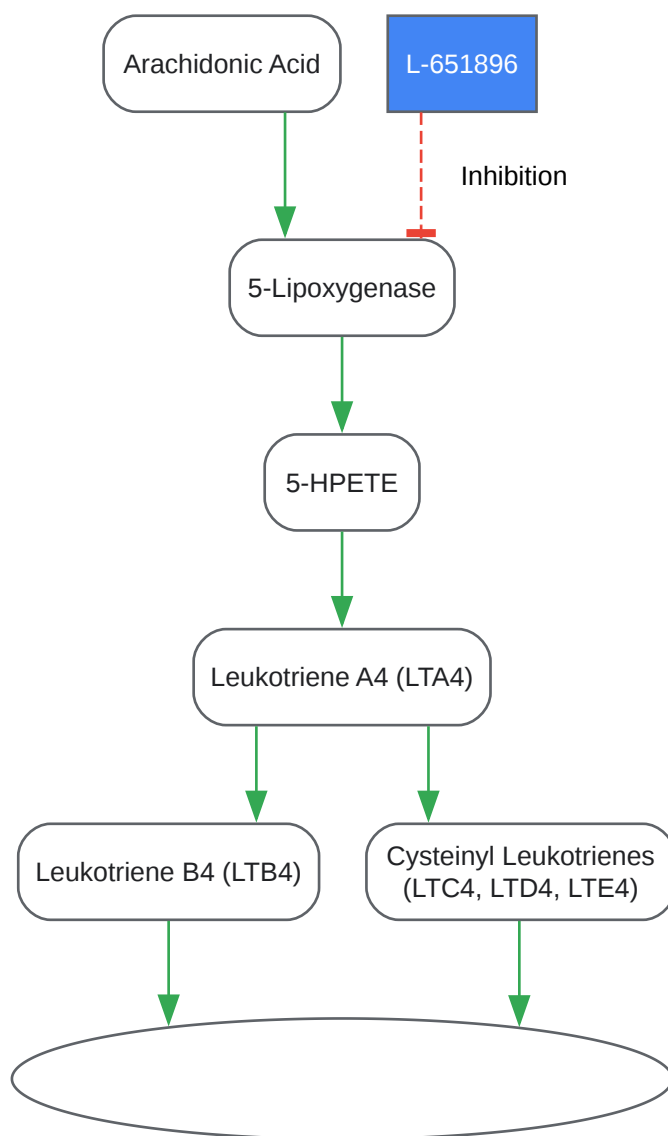 Arachidonic Acid
L-651896
Inhibition
5-Lipoxygenase
5-HPETE
Leukotriene A4 (LTA4)
Leukotriene B4 (LTB4)
Cysteinyl Leukotrienes
(LTC4, LTD4, LTE4)